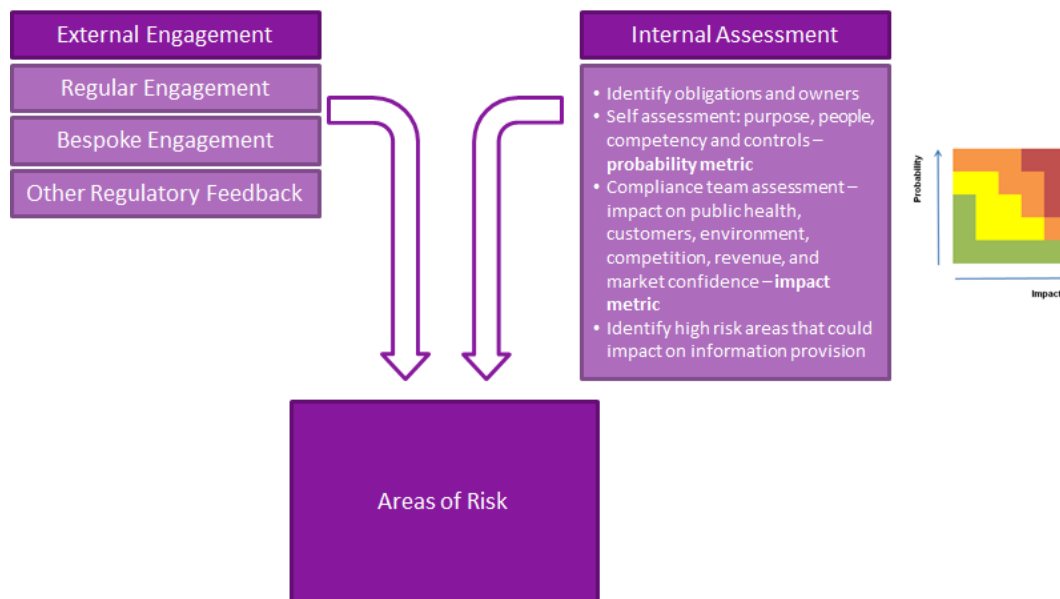 External Engagement
Regular Engagement
Bespoke Engagement
Other Regulatory Feedback
Internal Assessment
• Identify obligations and owners
• Self assessment: purpose, people,
competency and controls –
probability metric
• Compliance team assessment –
impact on public health,
customers, environment,
competition, revenue, and
market confidence – impact
metric
• Identify high risk areas that could
impact on information provision
Probability
Impact
Areas of Risk